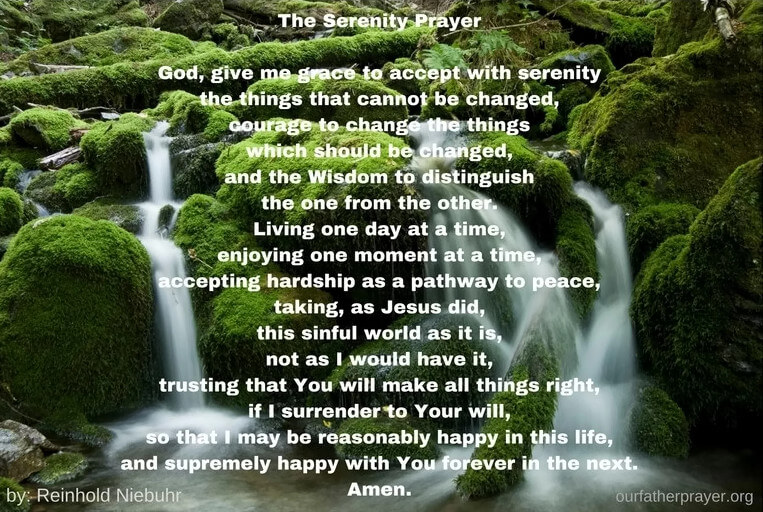 The Serenity Prayer
God, give me grace to accept with serenity
the things that cannot be changed,
courage to change the things
which should be changed,
and the Wisdom to distinguish
the one from the other.
Living one day at a time,
enjoying one moment at a time,
accepting hardship as a pathway to peace,
taking, as Jesus did,
this sinful world as it is,
not as I would have it,
trusting that You will make all things right,
if I surrender to Your will,
so that I may be reasonably happy in this life,
and supremely happy with You forever in the next.
Amen.
by: Reinhold Niebuhr
ourfatherprayer.org